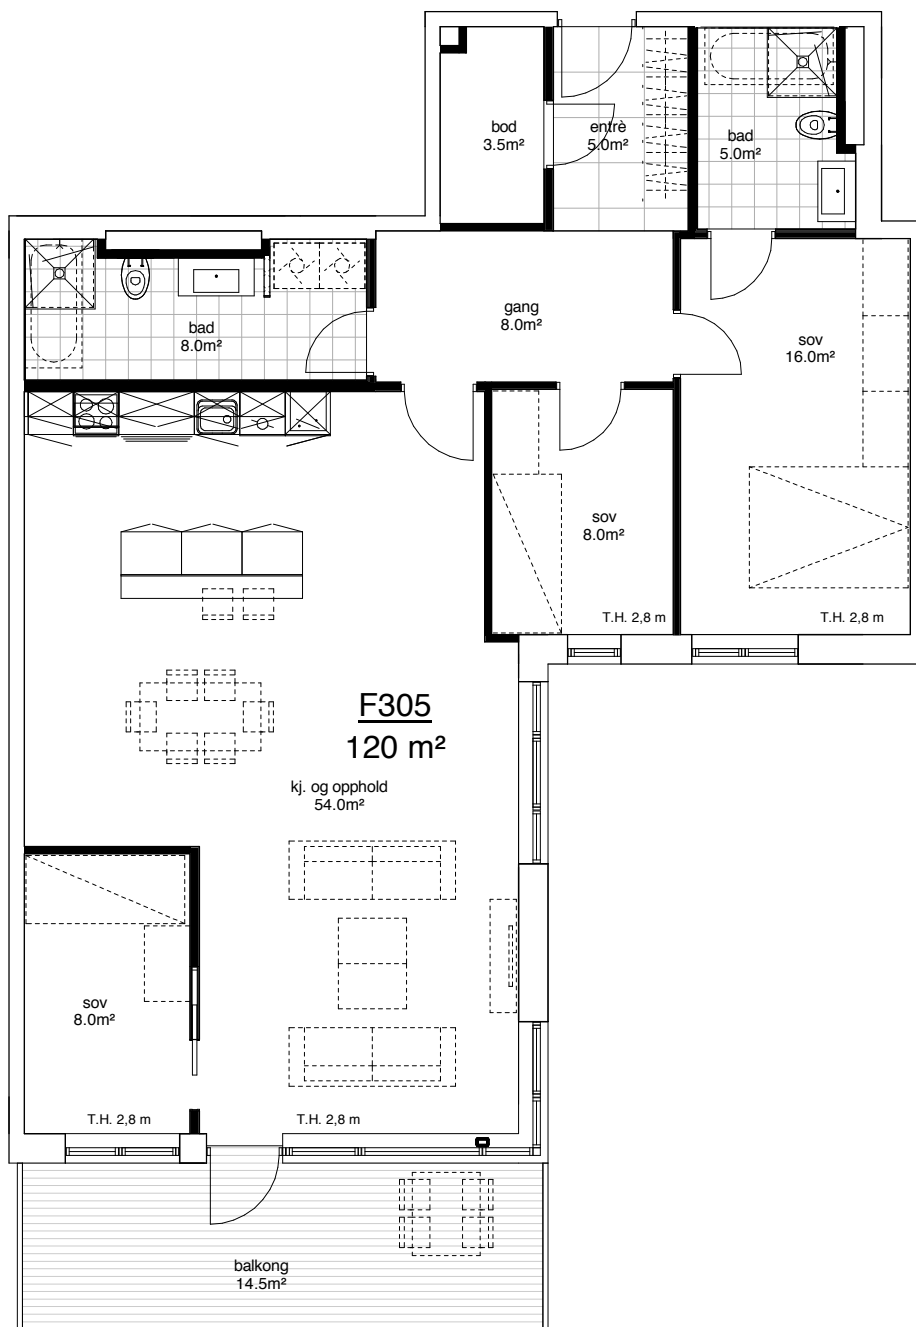 bod
3.5m²
entrè
5.0m²
bad
5.0m²
bad
8.0m²
gang
8.0m²
sov
16.0m²
sov
8.0m²
T.H. 2,8 m
T.H. 2,8 m
F305
120 m²
kj. og opphold
54.0m²
sov
8.0m²
T.H. 2,8 m
T.H. 2,8 m
balkong
14.5m²